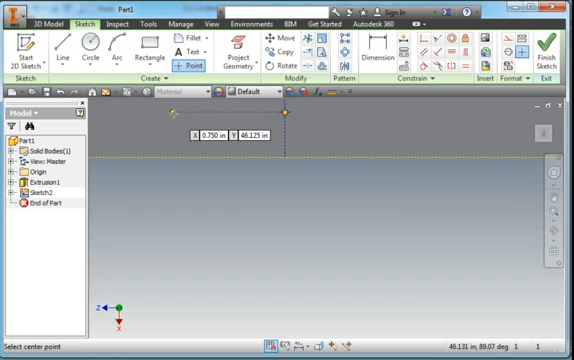 Part1
Sign In
3D Model Sketch Inspect Tools Manage View Environments BIM Get Started Autodesk 360
Start
2D Sketch
Line
Circle
Arc
Rectangle
Fillet
Text
Point
Project
Geometry
Move
Copy
Rotate
Dimension
Finish
Sketch
Sketch Create Modify Pattern Constrain Insert Format Exit
Material
Default
Model
Part1
Solid Bodies(1)
View: Master
Origin
Extrusion1
Sketch2
End of Part
X 0.750 in Y 46.125 in
Z
X
Select center point
46.131 in, 89.07 deg 1 1